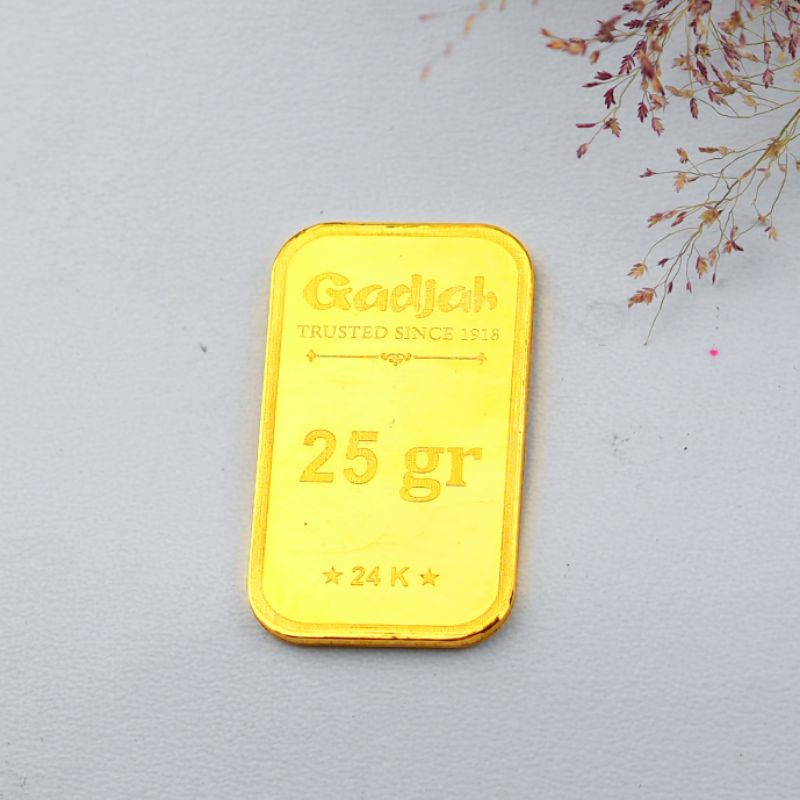 Gadjah
TRUSTED SINCE 1918
25 gr
★ 24 K ★